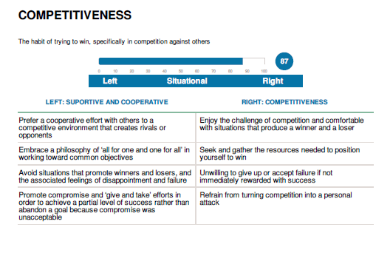 COMPETITIVENESS
The habit of trying to win, specifically in competition against others
87
0 10 20 30 40 50 60 70 80 90 100
Left Situational Right
LEFT: SUPORTIVE AND COOPERATIVE
RIGHT: COMPETITIVENESS
Prefer a cooperative effort with others to a
competitive environment that creates rivals or
opponents
Enjoy the challenge of competition and comfortable
with situations that produce a winner and a loser
Embrace a philosophy of 'all for one and one for all' in
working toward common objectives
Seek and gather the resources needed to position
yourself to win
Avoid situations that promote winners and losers, and
the associated feelings of disappointment and failure
Unwilling to give up or accept failure if not
immediately rewarded with success
Promote compromise and 'give and take' efforts in
order to achieve a partial level of success rather than
abandon a goal because compromise was
unacceptable
Refrain from turning competition into a personal
attack